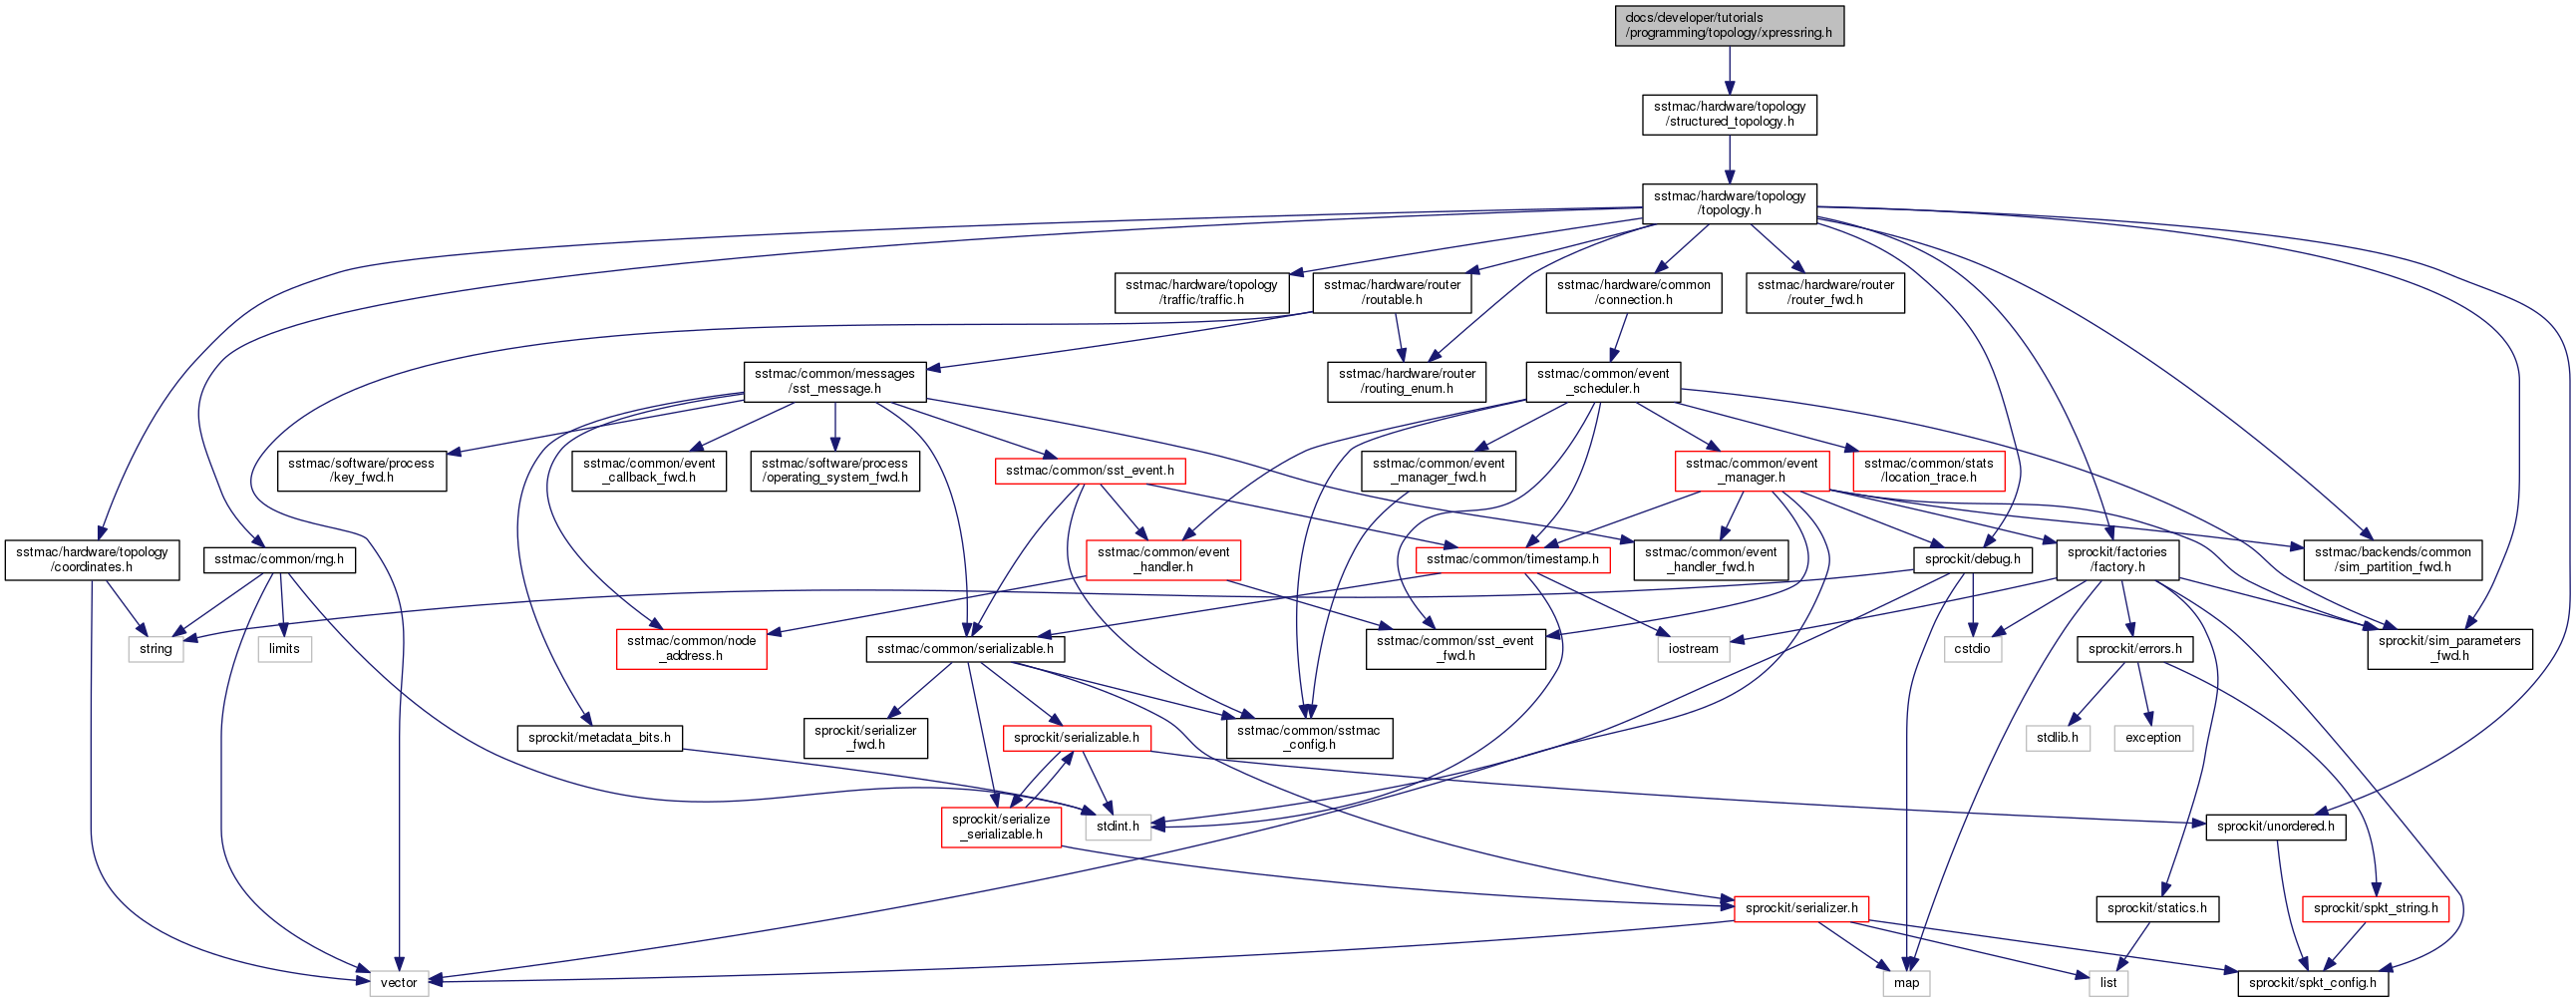 docs/developer/tutorials
/programming/topology/xpressring.h
sstmac/hardware/topology
/structured_topology.h
sstmac/hardware/topology
/topology.h
sstmac/hardware/topology
/traffic/traffic.h
sstmac/hardware/router
/routable.h
sstmac/hardware/common
/connection.h
sstmac/hardware/router
/router_fwd.h
sstmac/common/messages
/sst_message.h
sstmac/hardware/router
/routing_enum.h
sstmac/common/event
_scheduler.h
sstmac/software/process
/key_fwd.h
sstmac/common/event
_callback_fwd.h
sstmac/software/process
/operating_system_fwd.h
sstmac/common/sst_event.h
sstmac/common/event
_manager_fwd.h
sstmac/common/event
_manager.h
sstmac/common/stats
/location_trace.h
sstmac/hardware/topology
/coordinates.h
sstmac/common/rng.h
sstmac/common/event
_handler.h
sstmac/common/timestamp.h
sstmac/common/event
_handler_fwd.h
sprockit/debug.h
sprockit/factories
/factory.h
sstmac/backends/common
/sim_partition_fwd.h
string
limits
sstmac/common/node
_address.h
sstmac/common/serializable.h
sstmac/common/sst_event
_fwd.h
iostream
cstdio
sprockit/errors.h
sprockit/sim_parameters
_fwd.h
sprockit/metadata_bits.h
sprockit/serializer
_fwd.h
sprockit/serializable.h
sstmac/common/sstmac
_config.h
stdlib.h
exception
sprockit/serialize
_serializable.h
stdint.h
sprockit/unordered.h
sprockit/serializer.h
sprockit/statics.h
sprockit/spkt_string.h
vector
map
list
sprockit/spkt_config.h